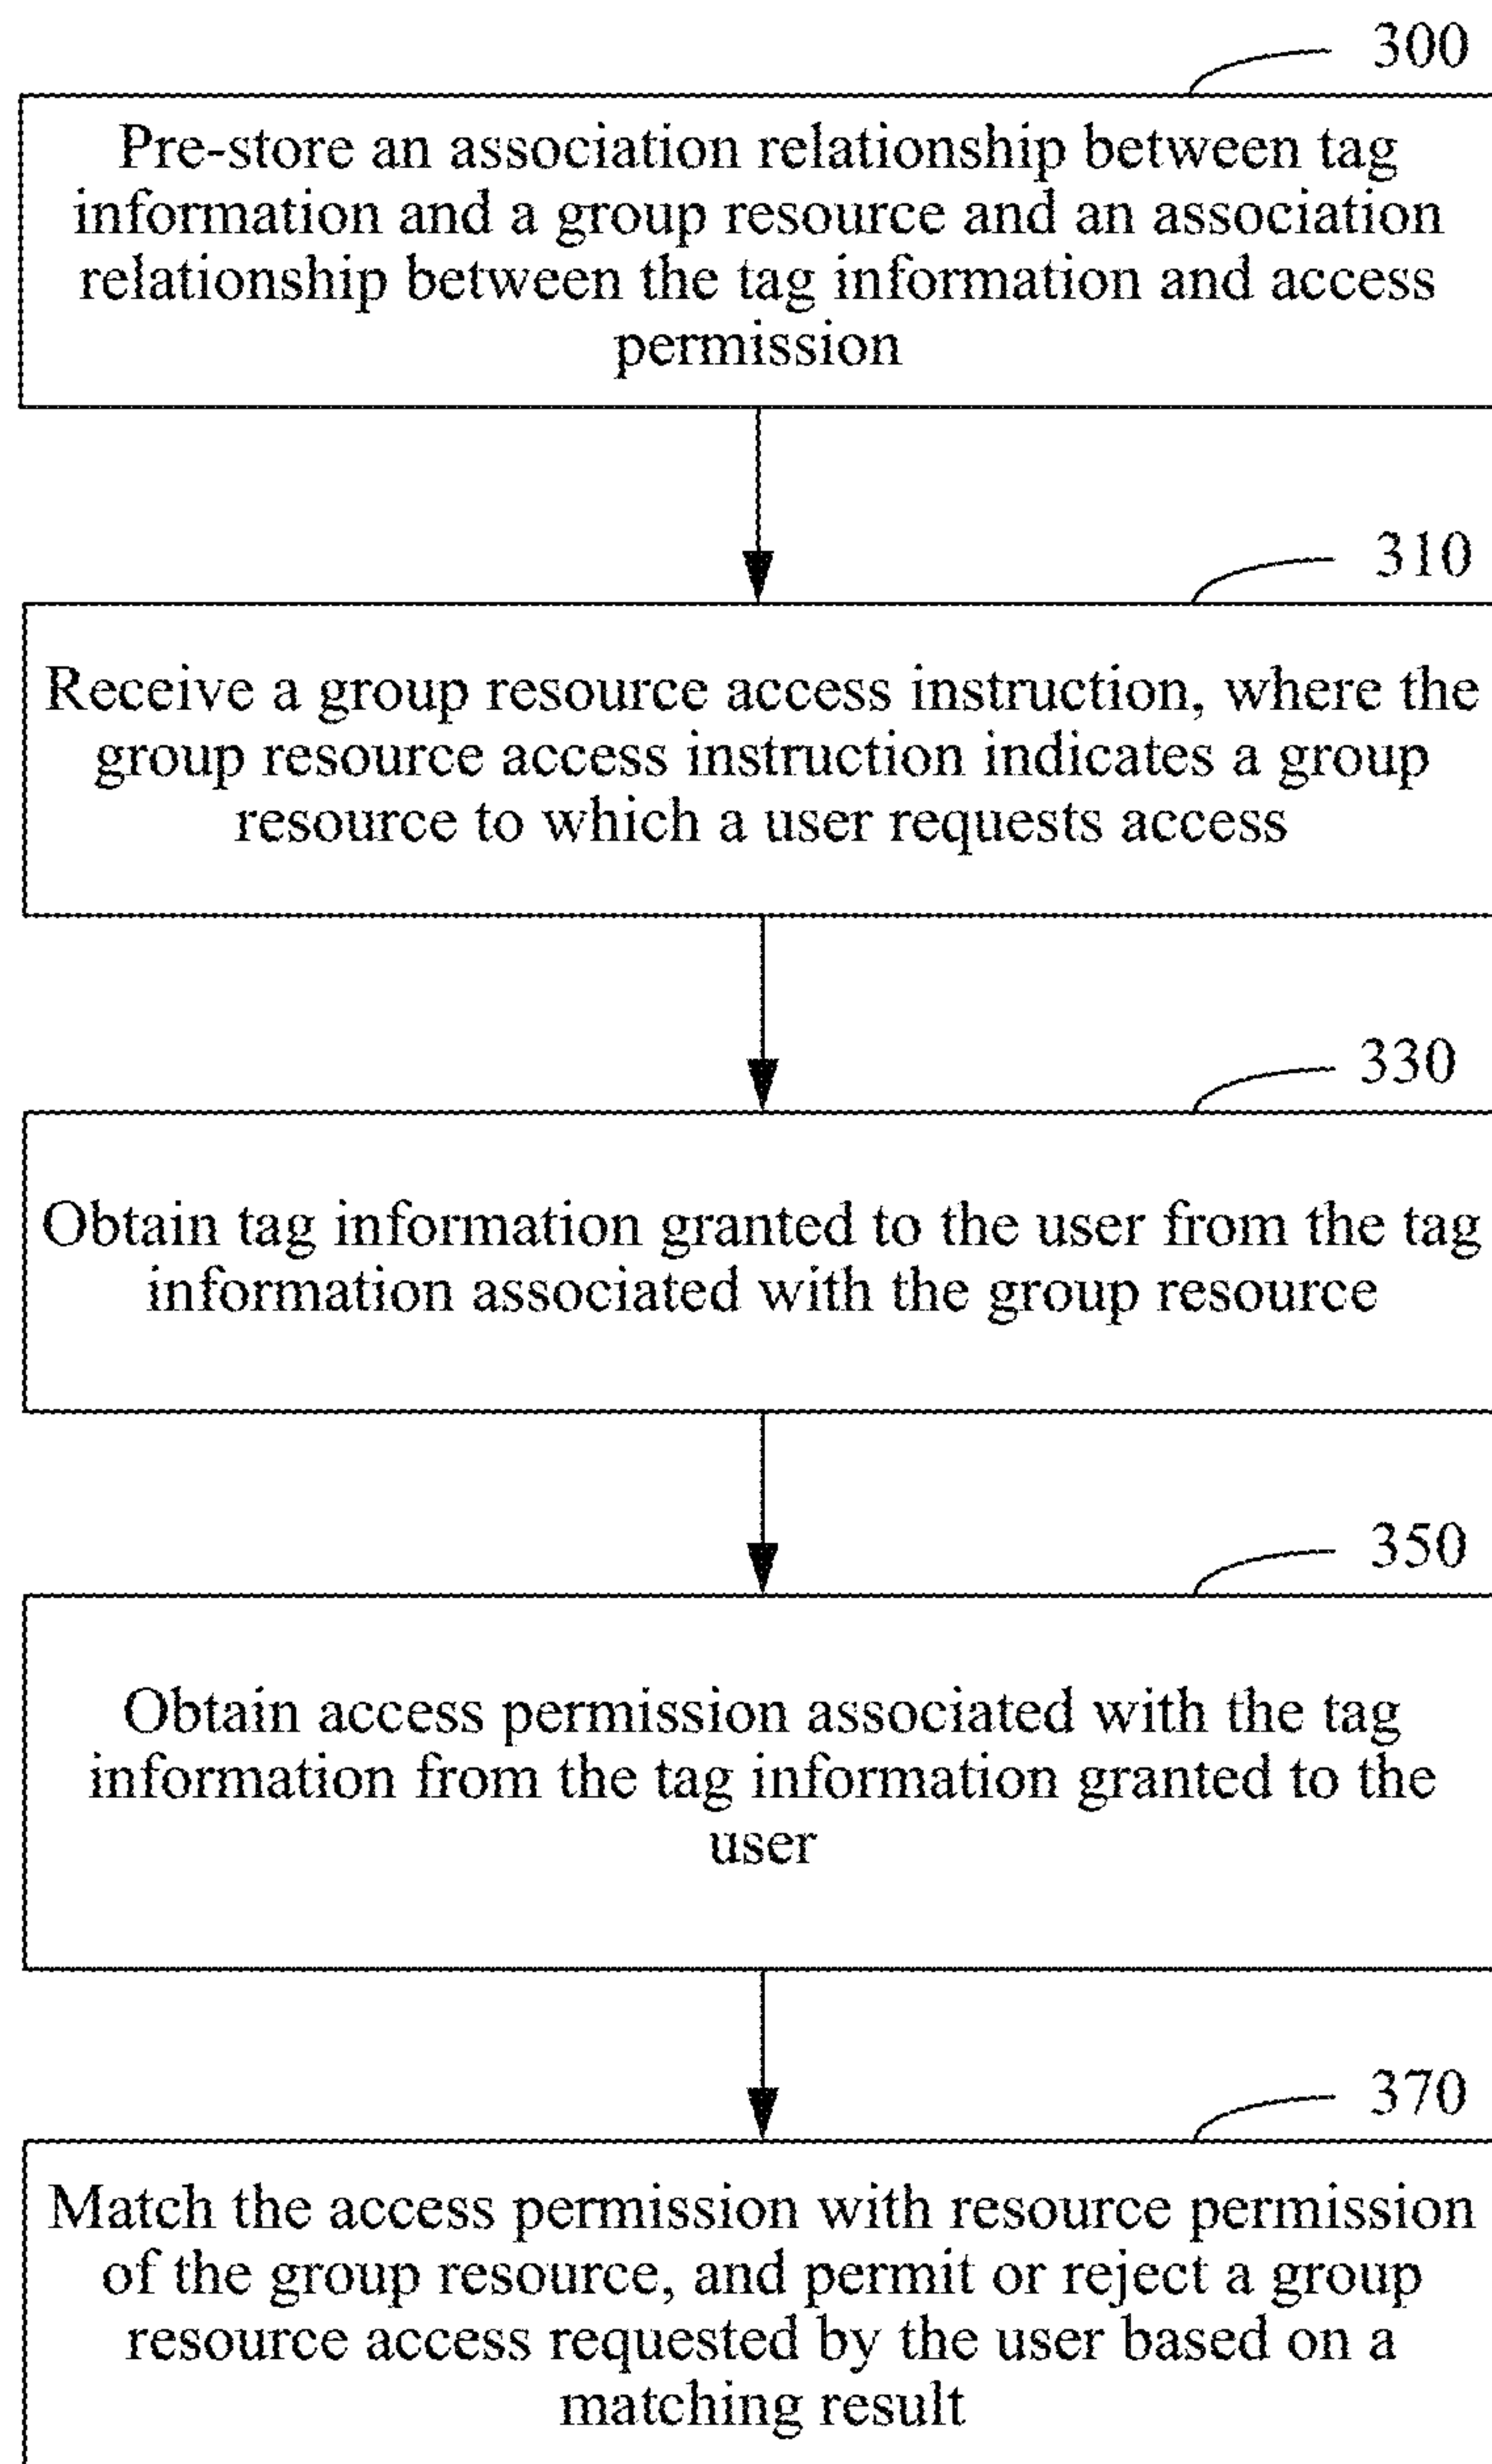 300
Pre-store an association relationship between tag
information and a group resource and an association
relationship between the tag information and access
permission
310
Receive a group resource access instruction, where the
group resource access instruction indicates a group
resource to which a user requests access
330
Obtain tag information granted to the user from the tag
information associated with the group resource
350
Obtain access permission associated with the tag
information from the tag information granted to the
user
370
Match the access permission with resource permission
of the group resource, and permit or reject a group
resource access requested by the user based on a
matching result